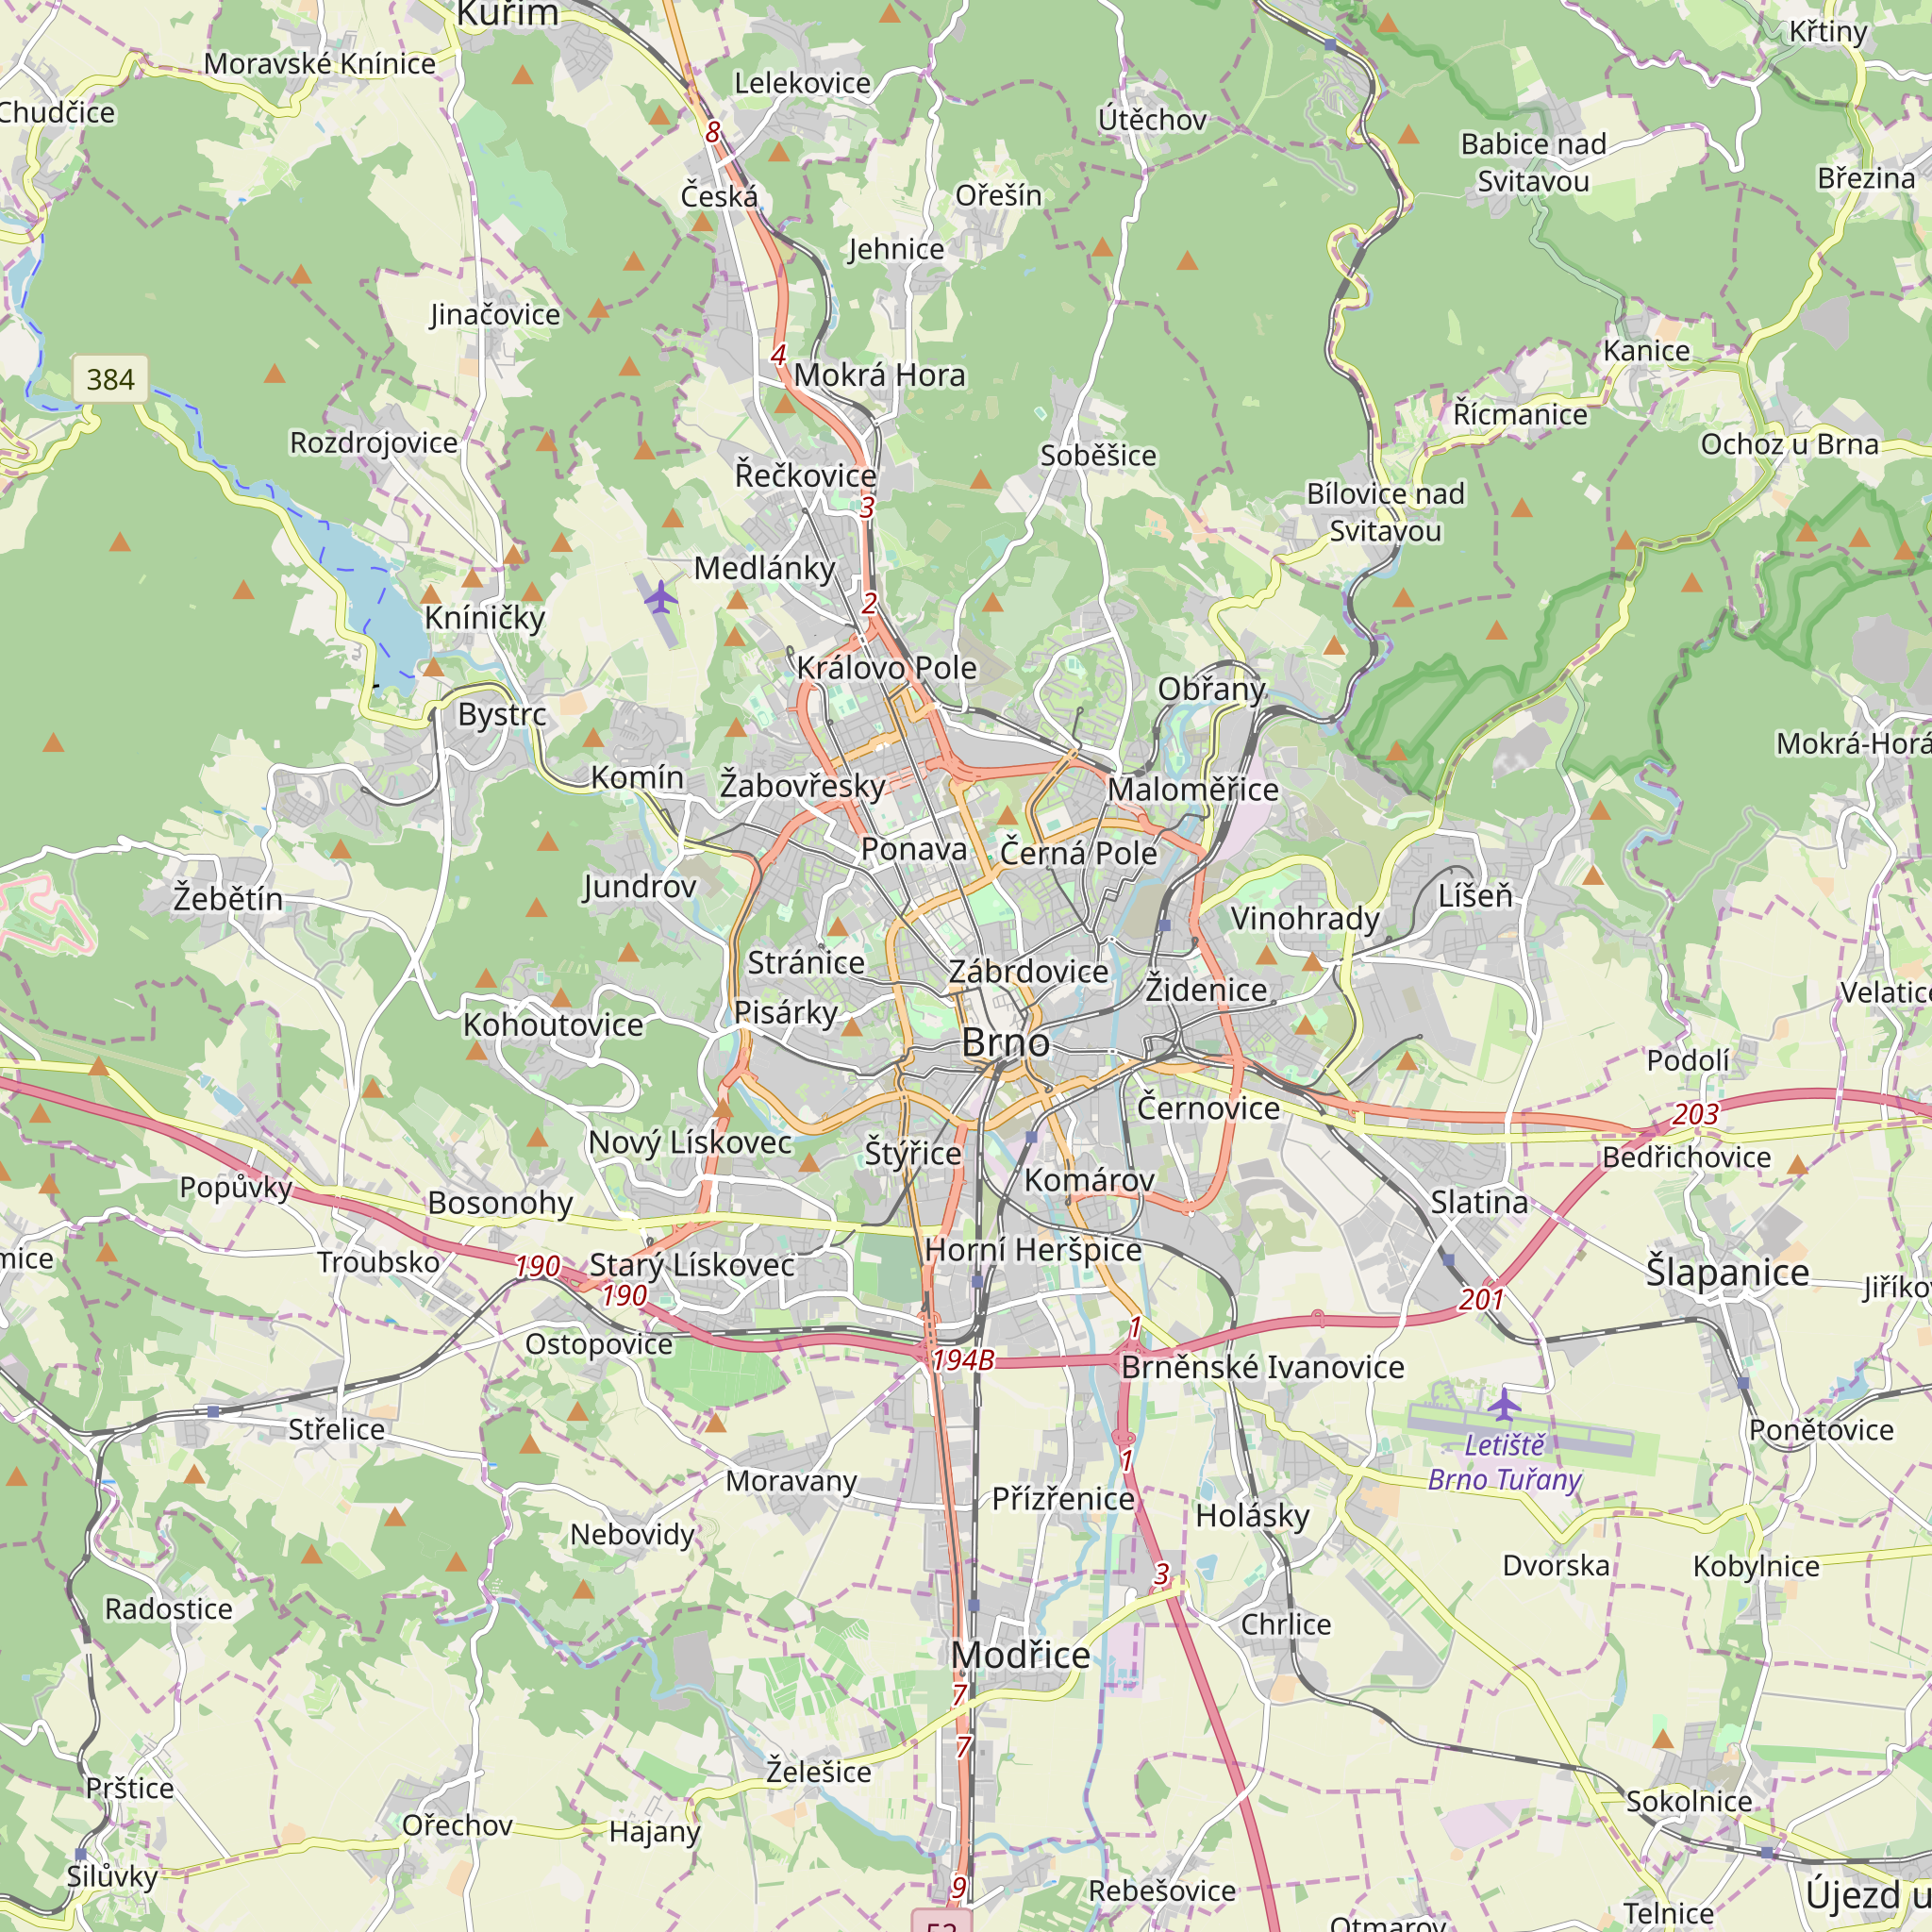 Kuřim
Křtiny
Moravské Knínice
Lelekovice
Chudčice
Útěchov
8
Babice nad
Svitavou
Březina
Česká
Ořešín
Jehnice
Jinačovice
4
Kanice
384
Mokrá Hora
Řícmanice
Rozdrojovice
Ochoz u Brna
Soběšice
Řečkovice
3
Bílovice nad
Svitavou
Medlánky
2
Kníničky
Královo Pole
Obřany
Bystrc
Mokrá-Horá
Komín
Žabovřesky
Maloměřice
Ponava
Černá Pole
Jundrov
Žebětín
Líšeň
Vinohrady
Stránice
Zábrdovice
Židenice
Velatice
Pisárky
Kohoutovice
Brno
Podolí
Černovice
203
Nový Lískovec
Štýřice
Bedřichovice
Popůvky
Komárov
Bosonohy
Slatina
mice
Troubsko
190
Starý Lískovec
Horní Heršpice
Šlapanice
Jiříkov
190
201
1
Ostopovice
194B
Brněnské Ivanovice
Střelice
Ponětovice
Letiště
Brno Tuřany
1
Moravany
Přízřenice
Holásky
Nebovidy
Dvorska
Kobylnice
3
Radostice
Chrlice
Modřice
7
7
Želešice
Prštice
Sokolnice
Ořechov
Hajany
Silůvky
9
Rebešovice
Újezd u
Telnice
Otmarov
52